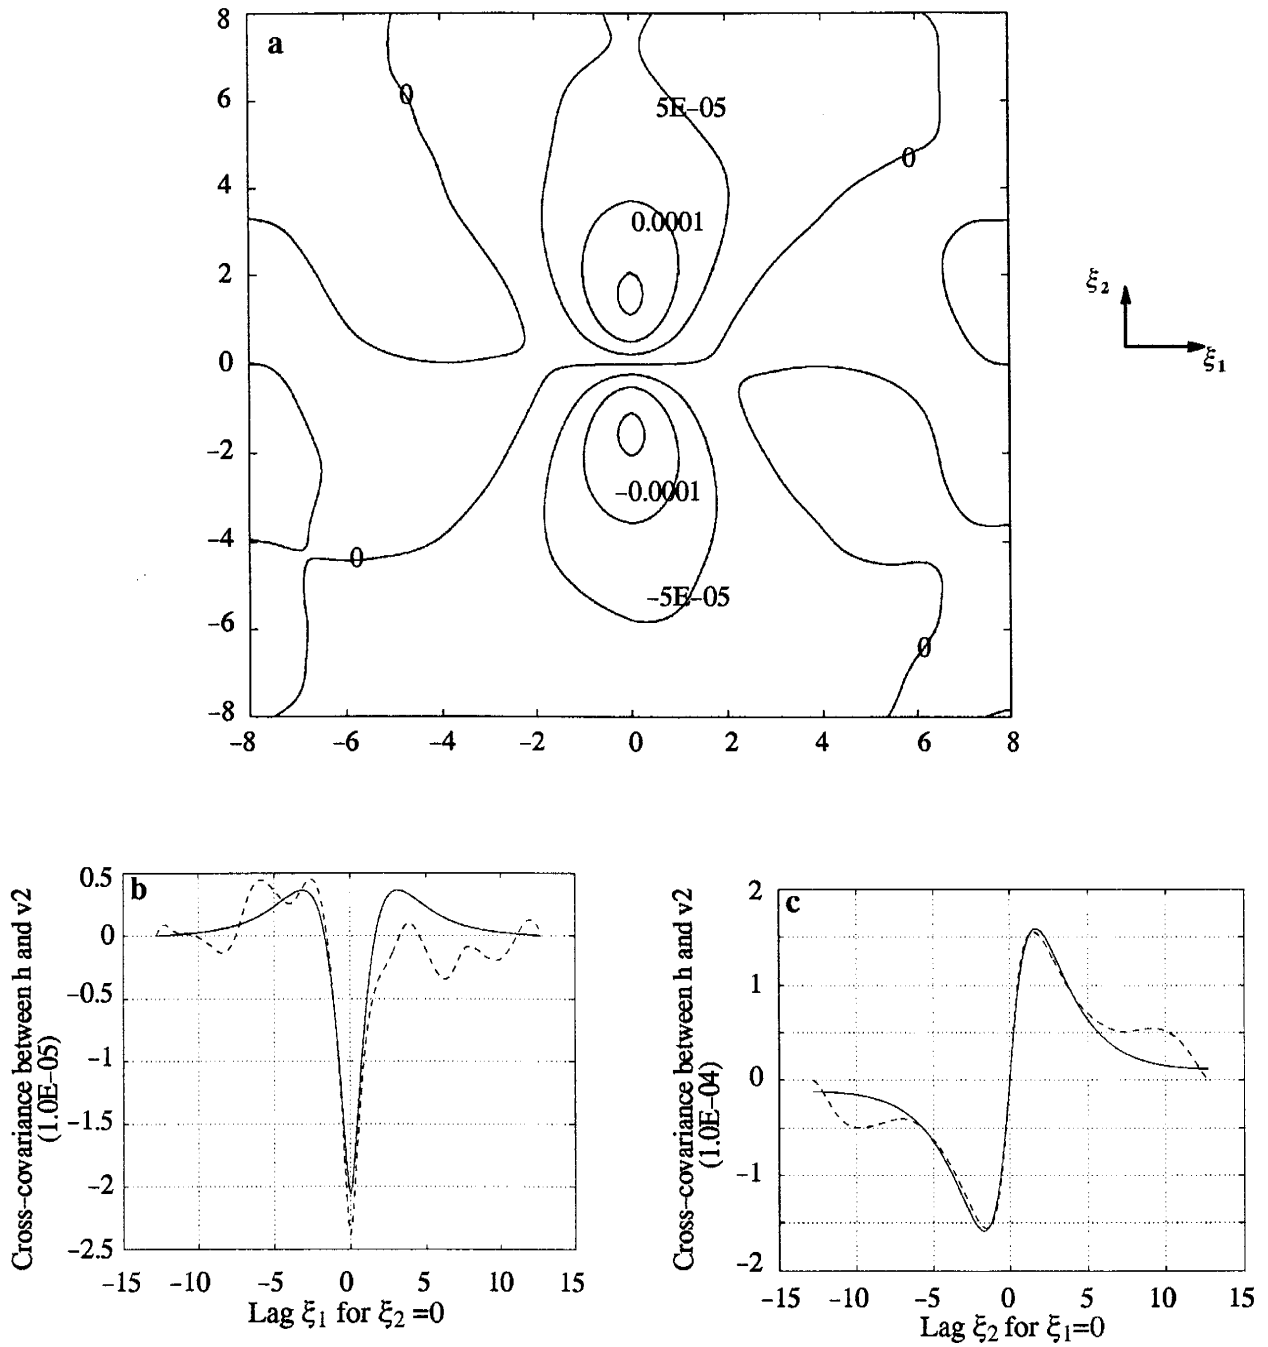 a
8
6
4
2
0
−2
−4
−6
−8
−8 −6 −4 −2 0 2 4 6 8
0
5E−05
0
0.0001
−0.0001
0
−5E−05
0
ξ2
ξ1
b
Cross−covariance between h and v2
(1.0E−05)
0.5
0
−0.5
−1
−1.5
−2
−2.5
−15 −10 −5 0 5 10 15
Lag ξ1 for ξ2 =0
c
Cross−covariance between h and v2
(1.0E−04)
2
1
0
−1
−2
−15 −10 −5 0 5 10 15
Lag ξ2 for ξ1=0